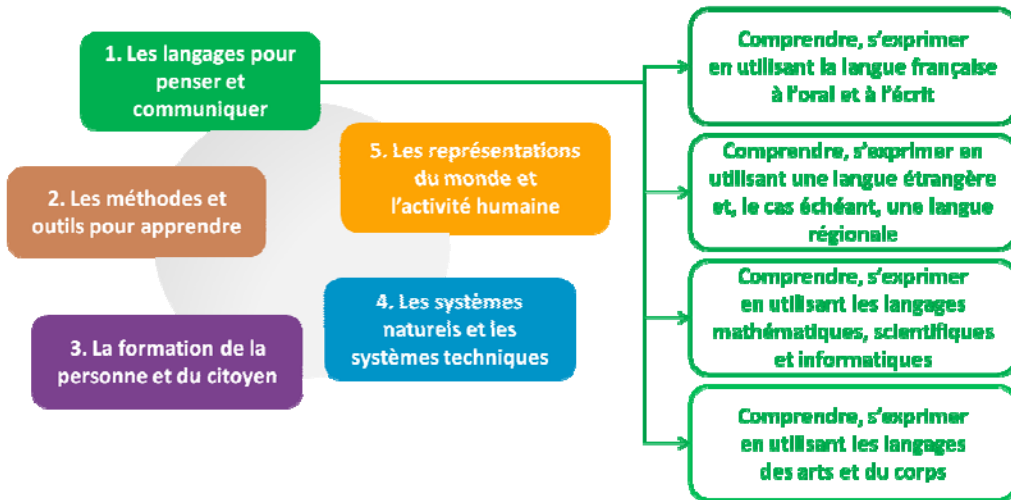 1. Les langages pour
penser et
communiquer
2. Les méthodes et
outils pour apprendre
3. La formation de la
personne et du citoyen
4. Les systèmes
naturels et les
systèmes techniques
5. Les représentations
du monde et
l'activité humaine
Comprendre, s'exprimer
en utilisant la langue française
à l'oral et à l'écrit
Comprendre, s'exprimer en
utilisant une langue étrangère
et, le cas échéant, une langue
régionale
Comprendre, s'exprimer
en utilisant les langages
mathématiques, scientifiques
et informatiques
Comprendre, s'exprimer
en utilisant les langages
des arts et du corps